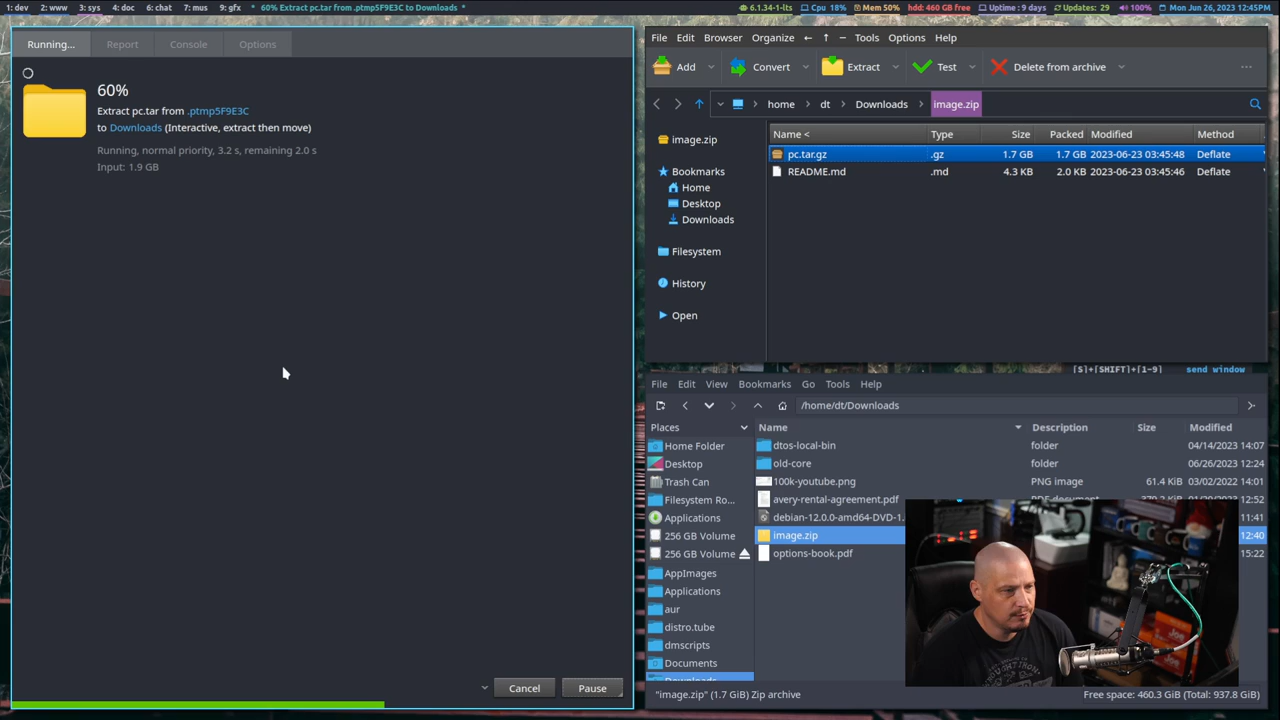 1: dev 2: www 3: sys 4: doc 6: chat 7: mus 9: gfx * 60% Extract pc.tar from .ptmp5F9E3C to Downloads * 6.1.34-1-lts Cpu 18% Mem 50% hdd: 460 GB free Uptime : 9 days Updates: 29 100% Mon Jun 26, 2023 12:45PM
Running... Report Console Options
60%
Extract pc.tar from .ptmp5F9E3C
to Downloads (Interactive, extract then move)
Running, normal priority, 3.2 s, remaining 2.0 s
Input: 1.9 GB
Cancel Pause
File Edit Browser Organize Tools Options Help
Add Convert Extract Test Delete from archive
home dt Downloads image.zip
image.zip
Bookmarks
Home
Desktop
Downloads
Filesystem
History
Open
Name < Type Size Packed Modified Method
pc.tar.gz .gz 1.7 GB 1.7 GB 2023-06-23 03:45:48 Deflate
README.md .md 4.3 KB 2.0 KB 2023-06-23 03:45:46 Deflate
[S]+[SHIFT]+[1-9] send window
File Edit View Bookmarks Go Tools Help
/home/dt/Downloads
Places
Home Folder
Desktop
Trash Can
Filesystem Ro...
Applications
256 GB Volume
256 GB Volume
AppImages
Applications
aur
distro.tube
dmscripts
Documents
Name Description Size Modified
dtos-local-bin folder 04/14/2023 14:07
old-core folder 06/26/2023 12:24
100k-youtube.png PNG image 61.4 KiB 03/02/2022 14:01
avery-rental-agreement.pdf 12:52
debian-12.0.0-amd64-DVD-1. 11:41
image.zip 12:40
options-book.pdf 15:22
"image.zip" (1.7 GiB) Zip archive Free space: 460.3 GiB (Total: 937.8 GiB)